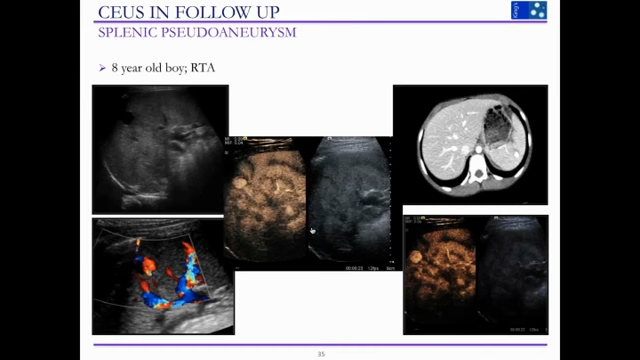 CEUS IN FOLLOW UP
SPLENIC PSEUDOANEURYSM
8 year old boy; RTA
35